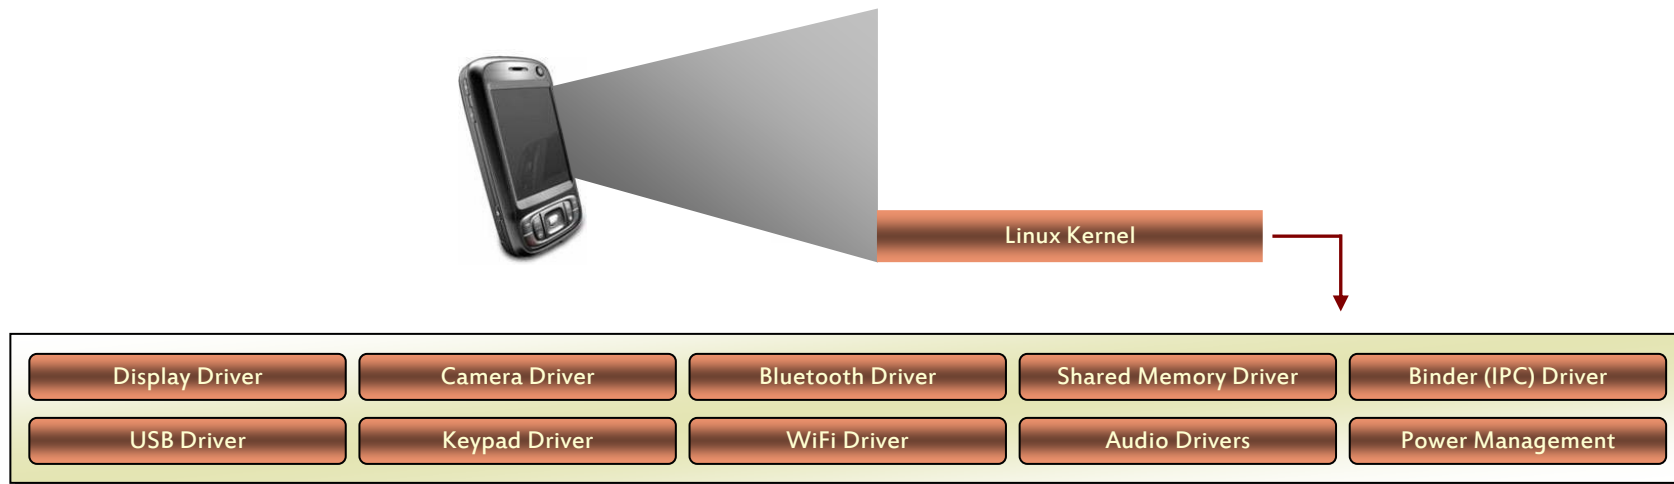 Linux Kernel
Display Driver
Camera Driver
Bluetooth Driver
Shared Memory Driver
Binder (IPC) Driver
USB Driver
Keypad Driver
WiFi Driver
Audio Drivers
Power Management